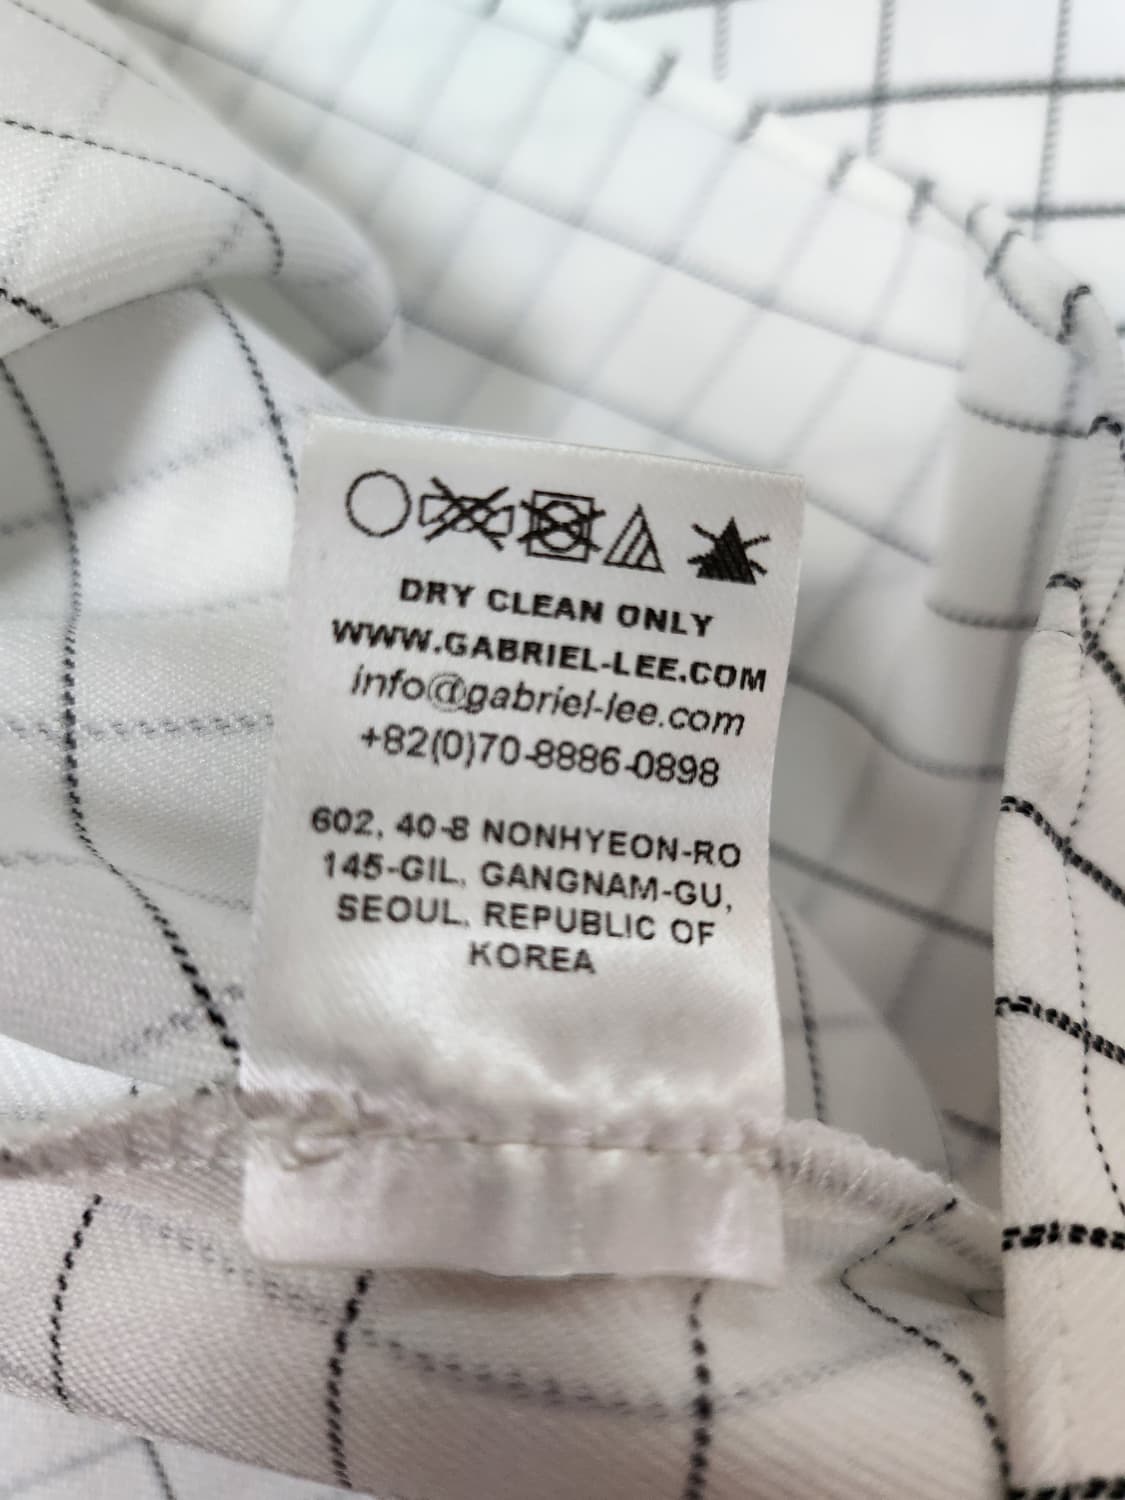 DRY CLEAN ONLY
WWW.GABRIEL-LEE.COM
info@gabriel-lee.com
+82(0)70-8886-0898
602, 40-8 NONHYEON-RO
145-GIL, GANGNAM-GU,
SEOUL, REPUBLIC OF
KOREA